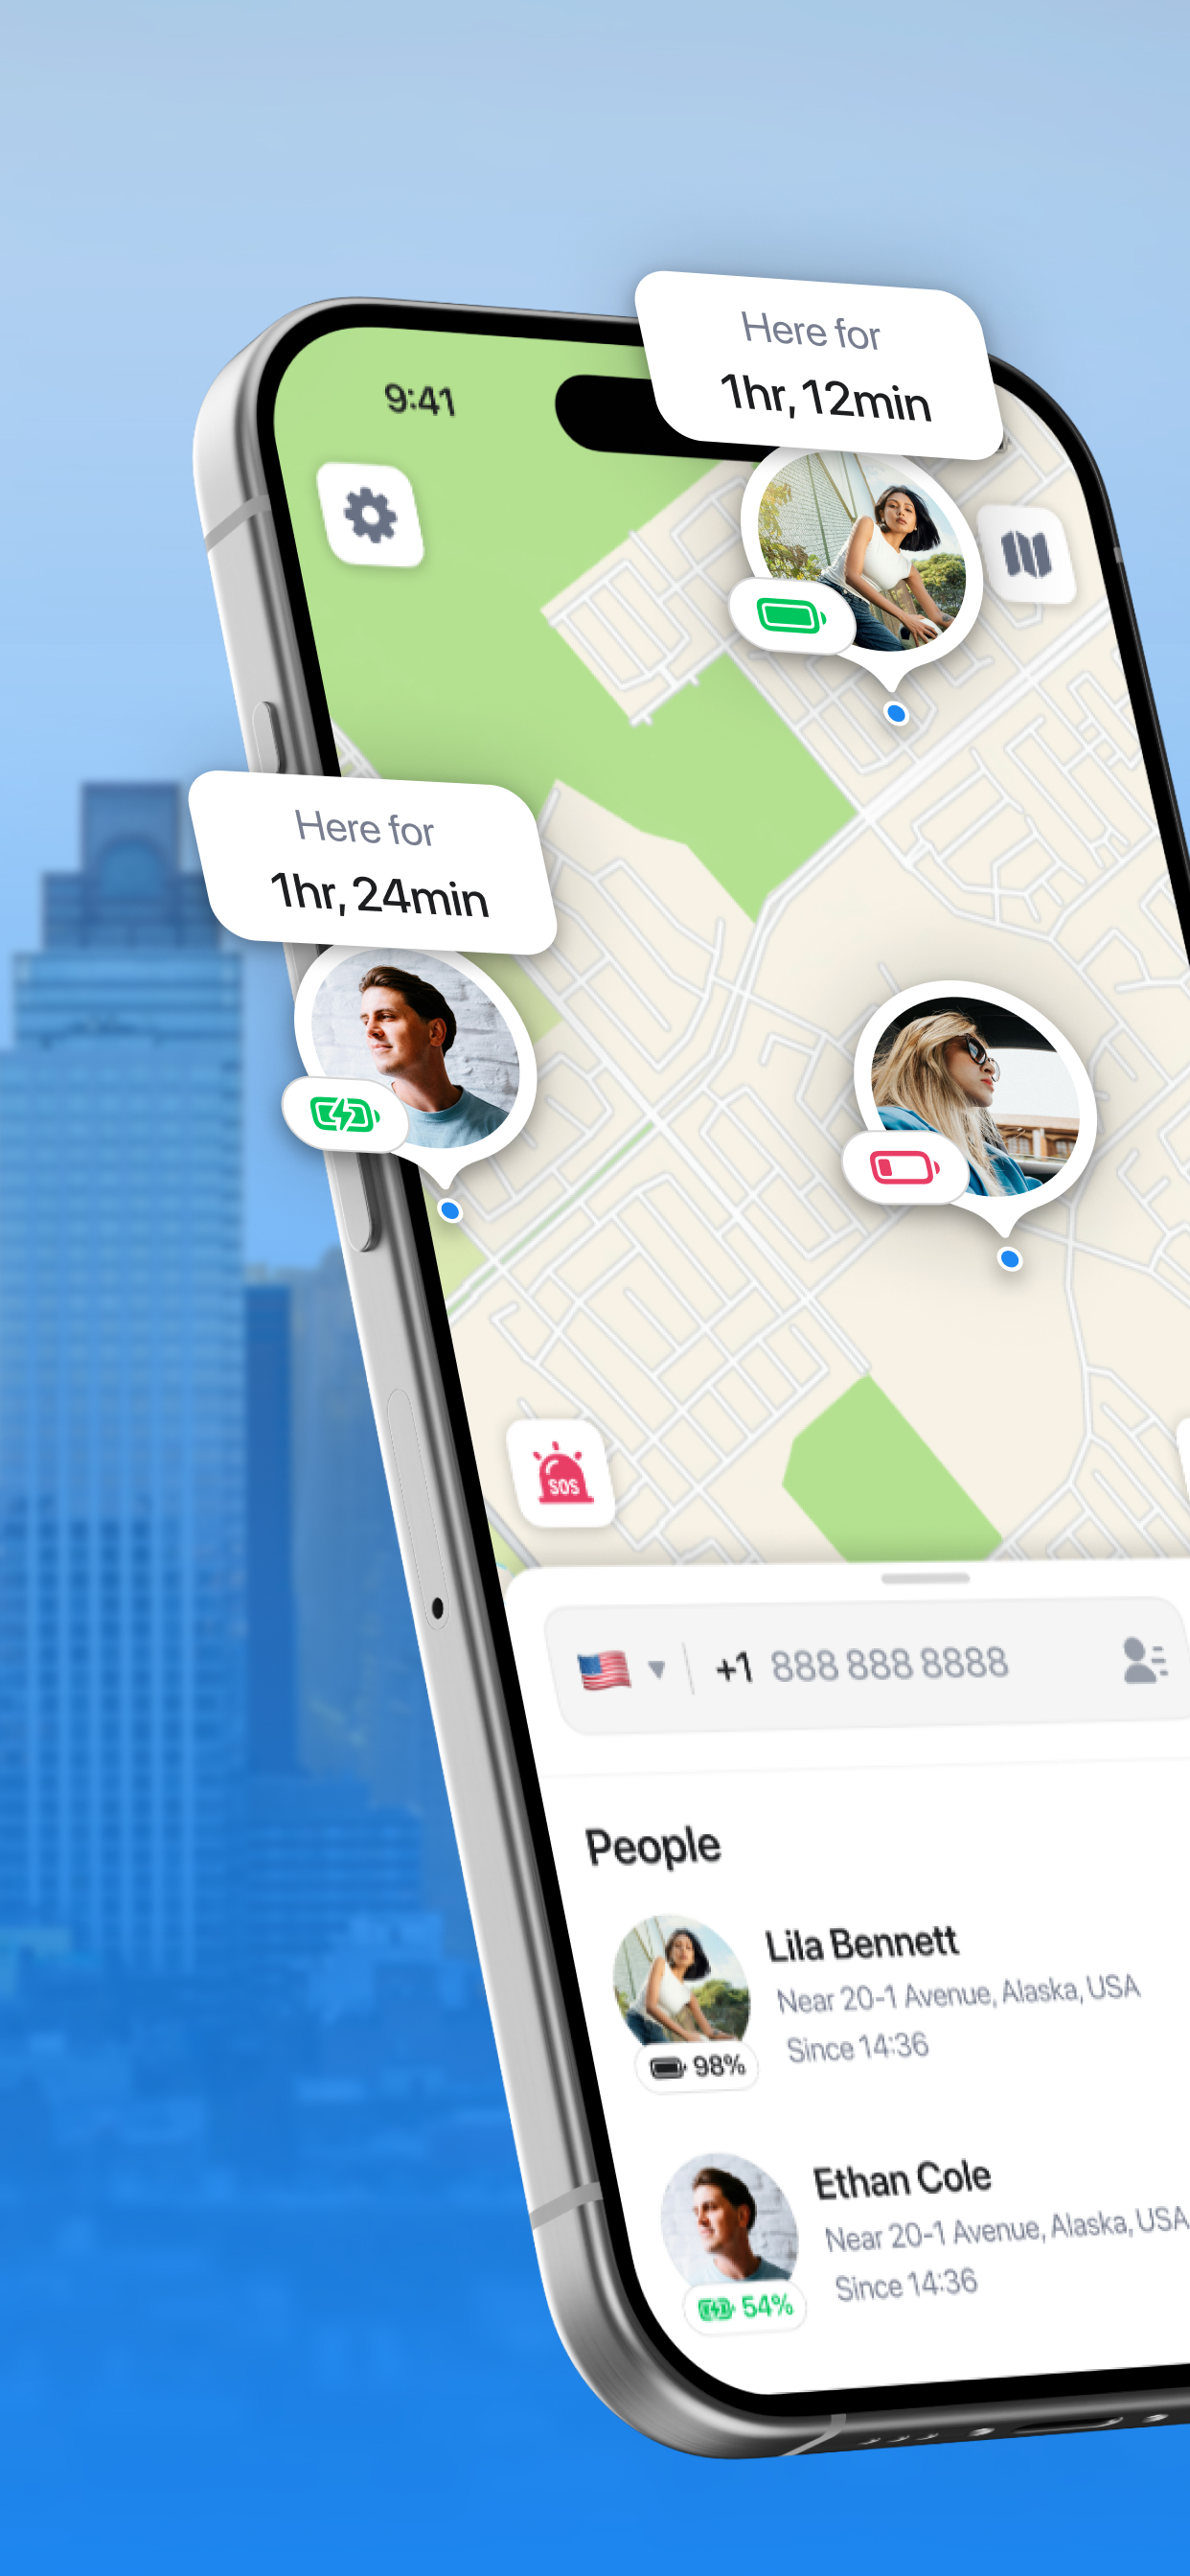 Here for
1hr, 12min
9:41
Here for
1hr, 24min
SOS
+1 888 888 8888
People
Lila Bennett
Near 20-1 Avenue, Alaska, USA
Since 14:36
98%
Ethan Cole
Near 20-1 Avenue, Alaska, USA
Since 14:36
54%